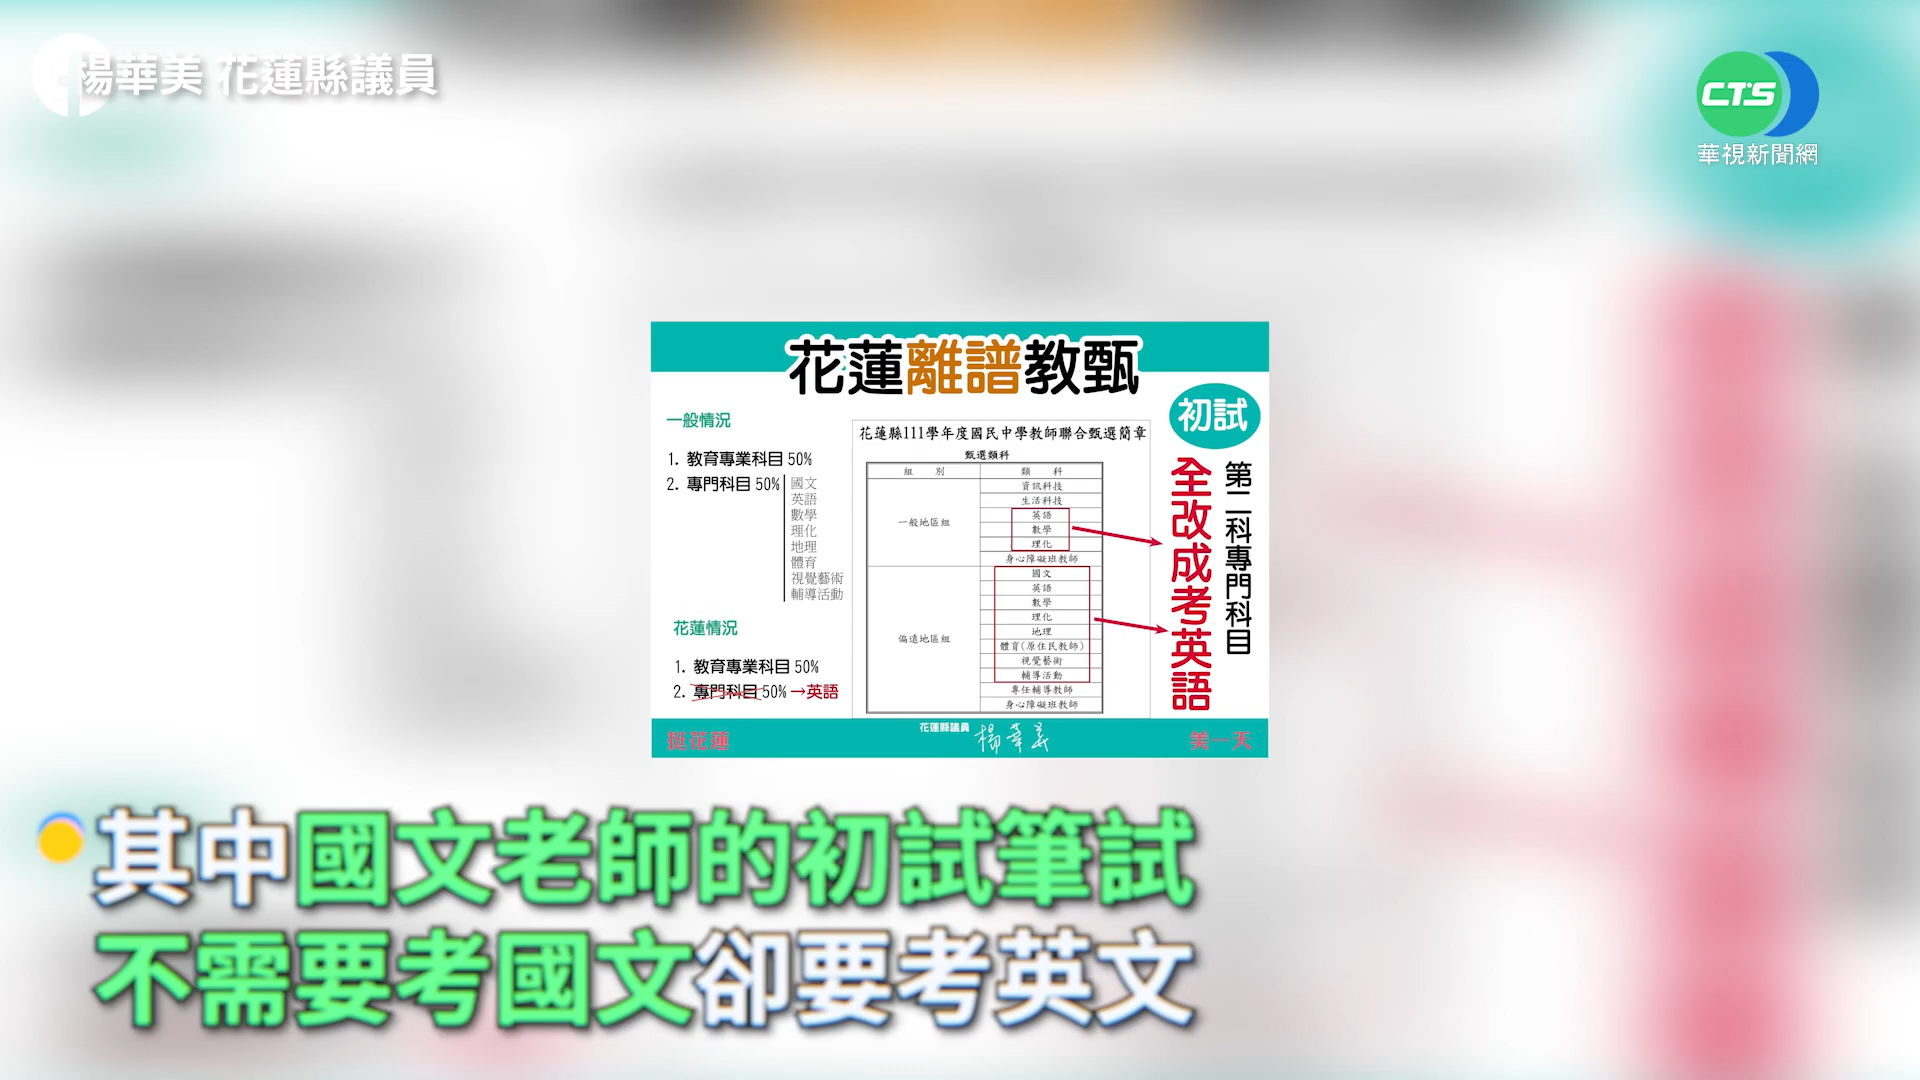 楊華美 花蓮縣議員
CTS
華視新聞網
花蓮離譜教甄
初試
第二科專門科目
全改成考英語
一般情況
1. 教育專業科目 50%
2. 專門科目 50%
國文
英語
數學
理化
地理
體育
視覺藝術
輔導活動
花蓮情況
1. 教育專業科目 50%
2. 專門科目 50% →英語
花蓮縣111學年度國民中學教師聯合甄選簡章
甄選類科
組 別 類 科
一般地區組
資訊科技
生活科技
英語
數學
理化
身心障礙班教師
偏遠地區組
國文
英語
數學
理化
地理
體育(原住民教師)
視覺藝術
輔導活動
專任輔導教師
身心障礙班教師
挺花蓮
花蓮縣議員 楊華美
美一天
其中國文老師的初試筆試
不需要考國文卻要考英文